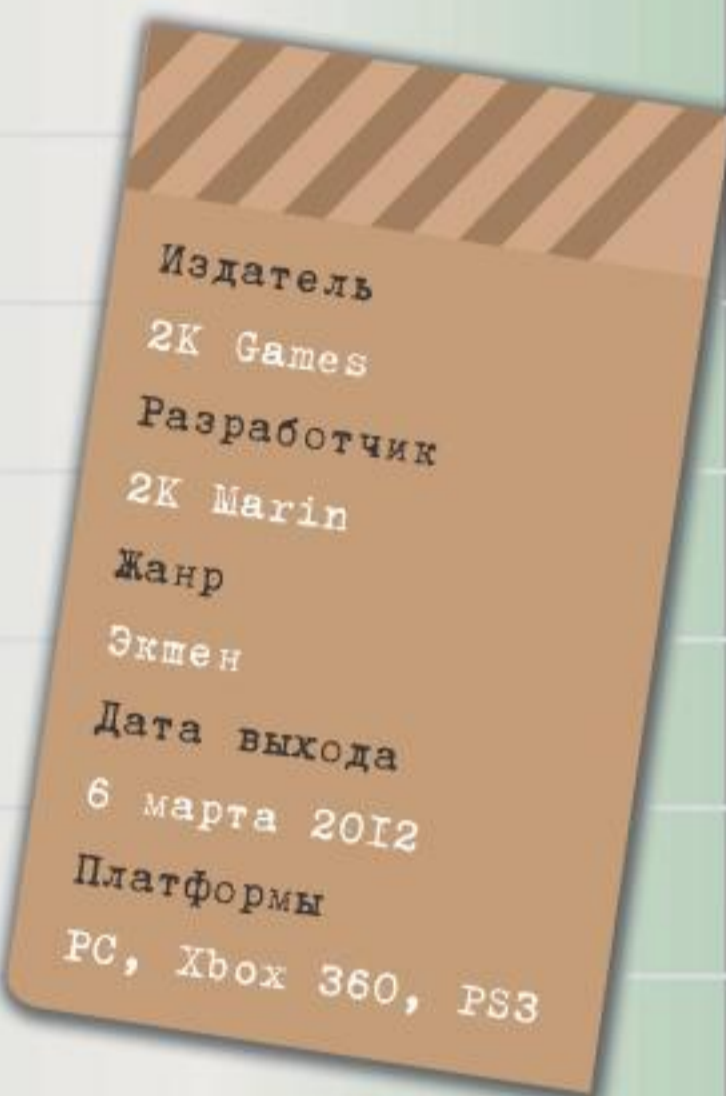 Издатель
2K Games
Разработчик
2K Marin
Жанр
Экшен
Дата выхода
6 марта 2012
Платформы
PC, Xbox 360, PS3